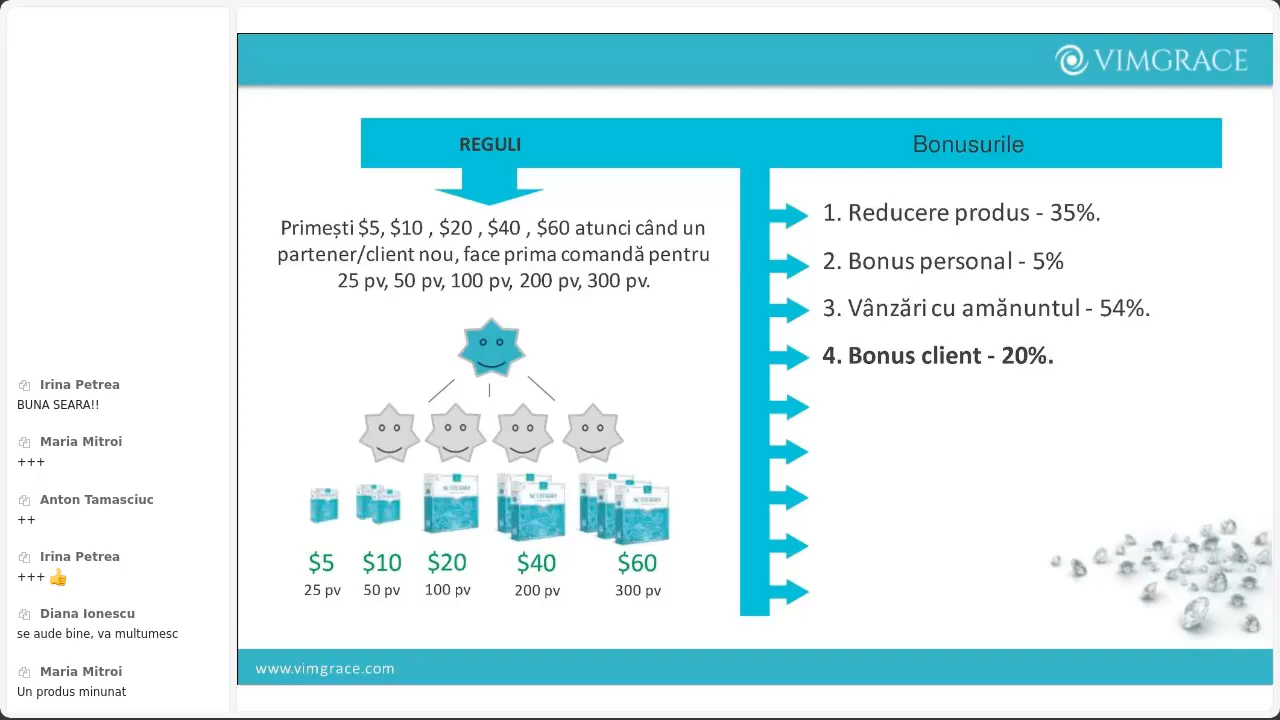 Irina Petrea
BUNA SEARA!!
Maria Mitroi
+++
Anton Tamasciuc
++
Irina Petrea
+++ 👍
Diana Ionescu
se aude bine, va multumesc
Maria Mitroi
Un produs minunat
VIMGRACE
REGULI
Primești $5, $10 , $20 , $40 , $60 atunci când un
partener/client nou, face prima comandă pentru
25 pv, 50 pv, 100 pv, 200 pv, 300 pv.
$5 $10 $20 $40 $60
25 pv 50 pv 100 pv 200 pv 300 pv
Bonusurile
1. Reducere produs - 35%.
2. Bonus personal - 5%
3. Vânzări cu amănuntul - 54%.
4. Bonus client - 20%.
www.vimgrace.com